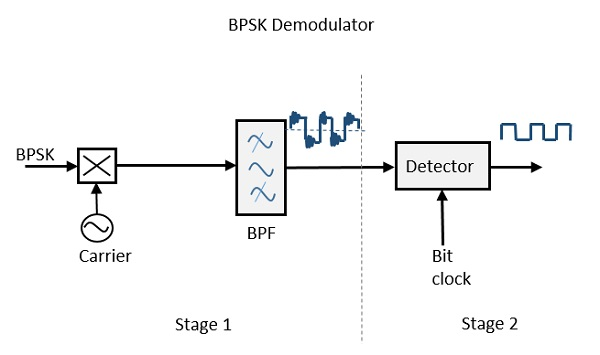 BPSK Demodulator
BPSK
Carrier
BPF
Detector
Bit
clock
Stage 1
Stage 2